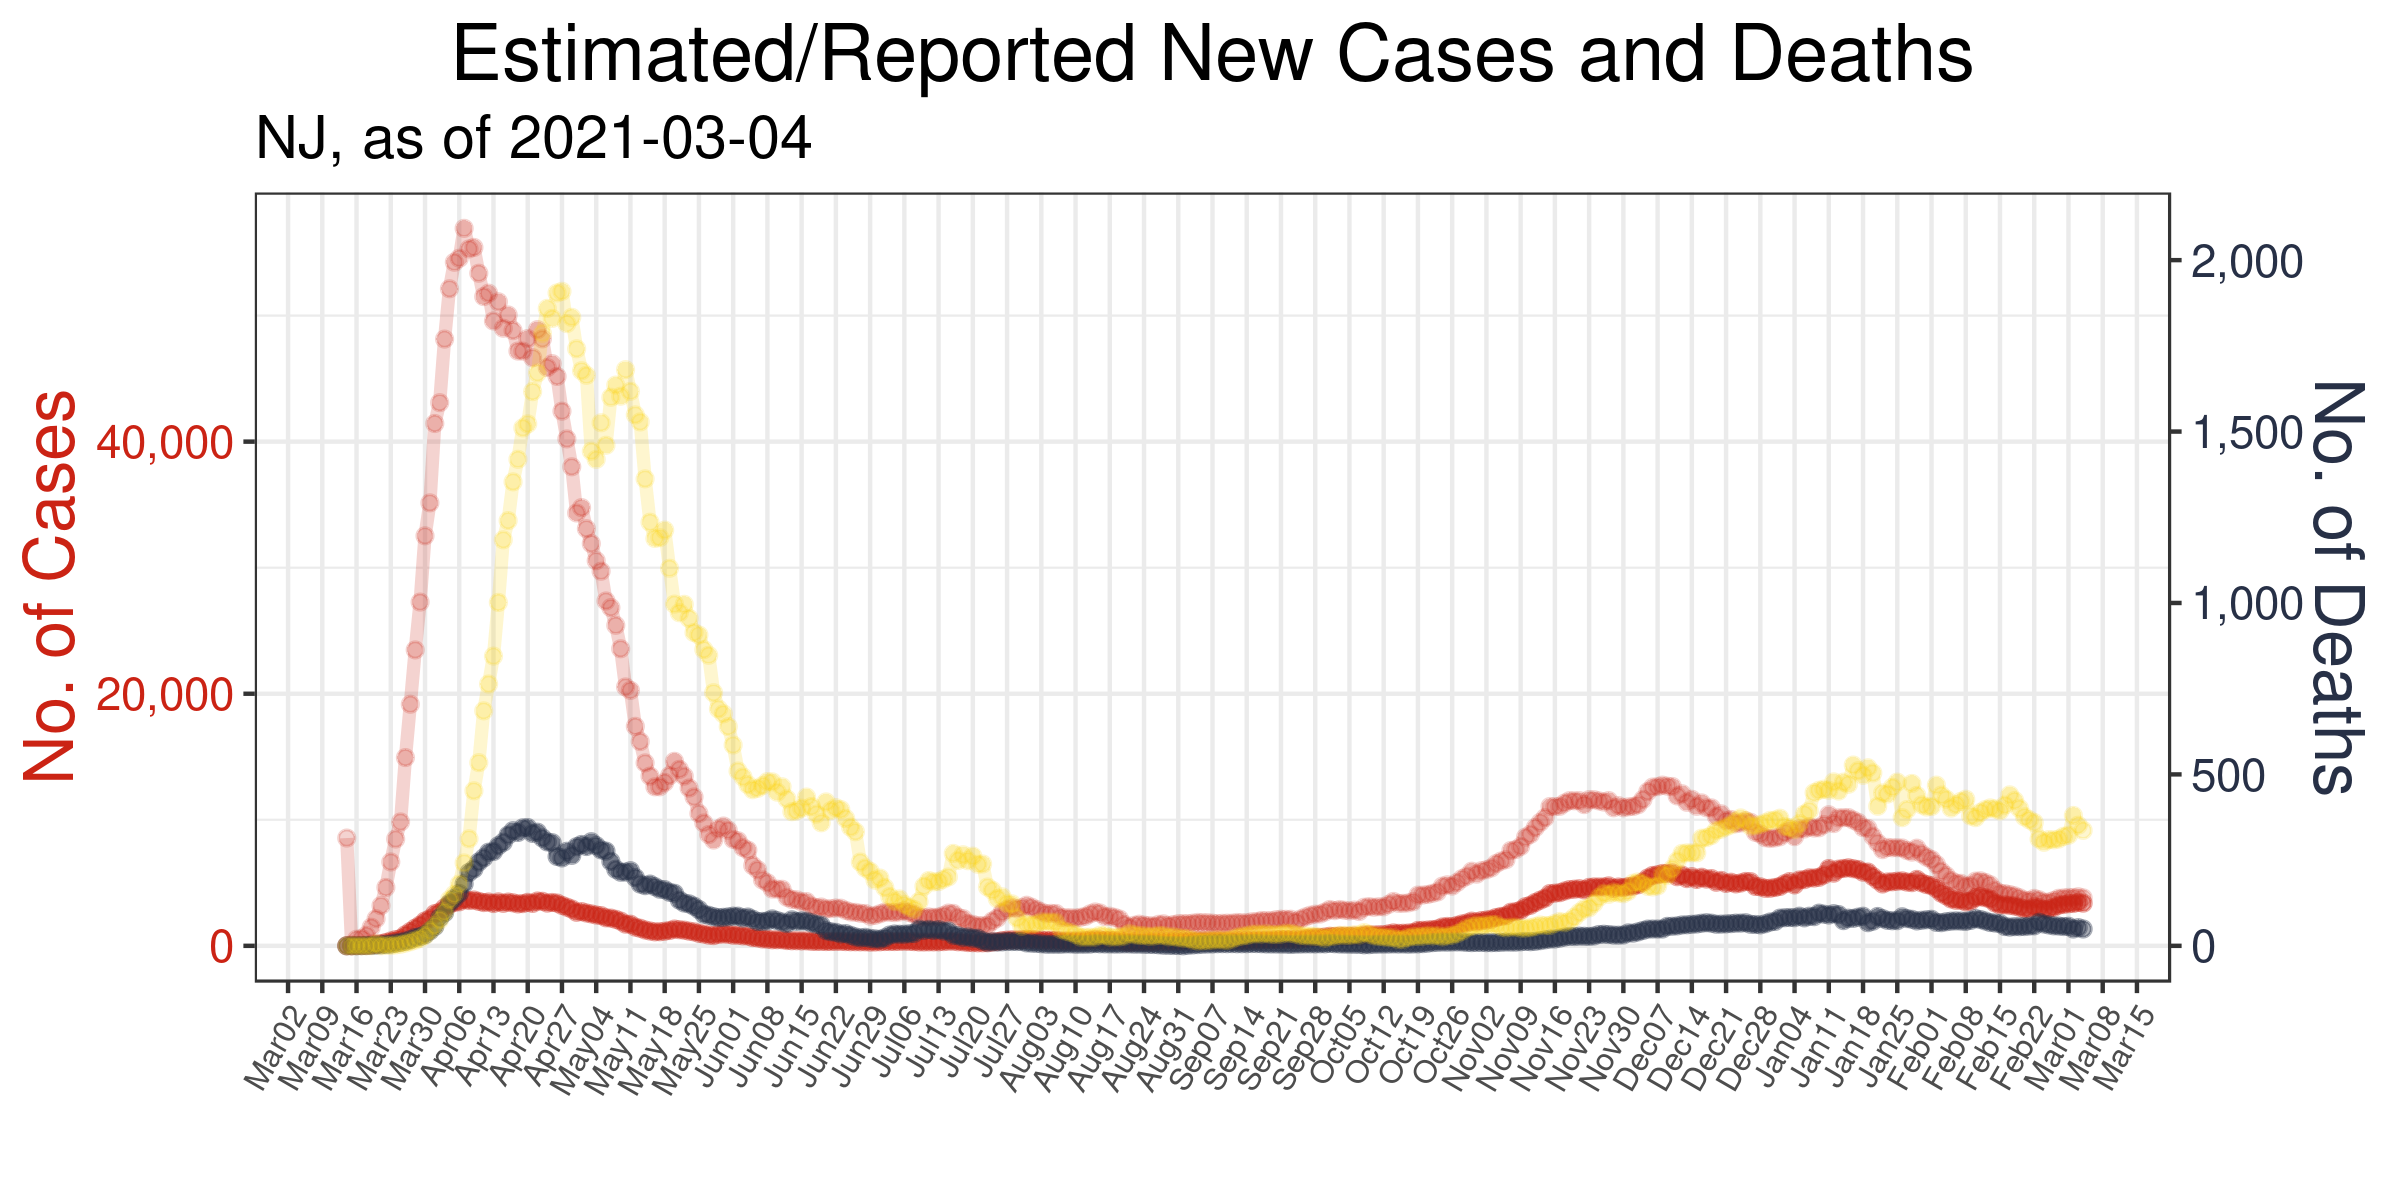 Estimated/Reported New Cases and Deaths
NJ, as of 2021-03-04
No. of Cases
40,000
20,000
0
2,000
1,500
1,000
500
0
No. of Deaths
Mar02 Mar09 Mar16 Mar23 Mar30 Apr06 Apr13 Apr20 Apr27 May04 May11 May18 May25 Jun01 Jun08 Jun15 Jun22 Jun29 Jul06 Jul13 Jul20 Jul27 Aug03 Aug10 Aug17 Aug24 Aug31 Sep07 Sep14 Sep21 Sep28 Oct05 Oct12 Oct19 Oct26 Nov02 Nov09 Nov16 Nov23 Nov30 Dec07 Dec14 Dec21 Dec28 Jan04 Jan11 Jan18 Jan25 Feb01 Feb08 Feb15 Feb22 Mar01 Mar08 Mar15